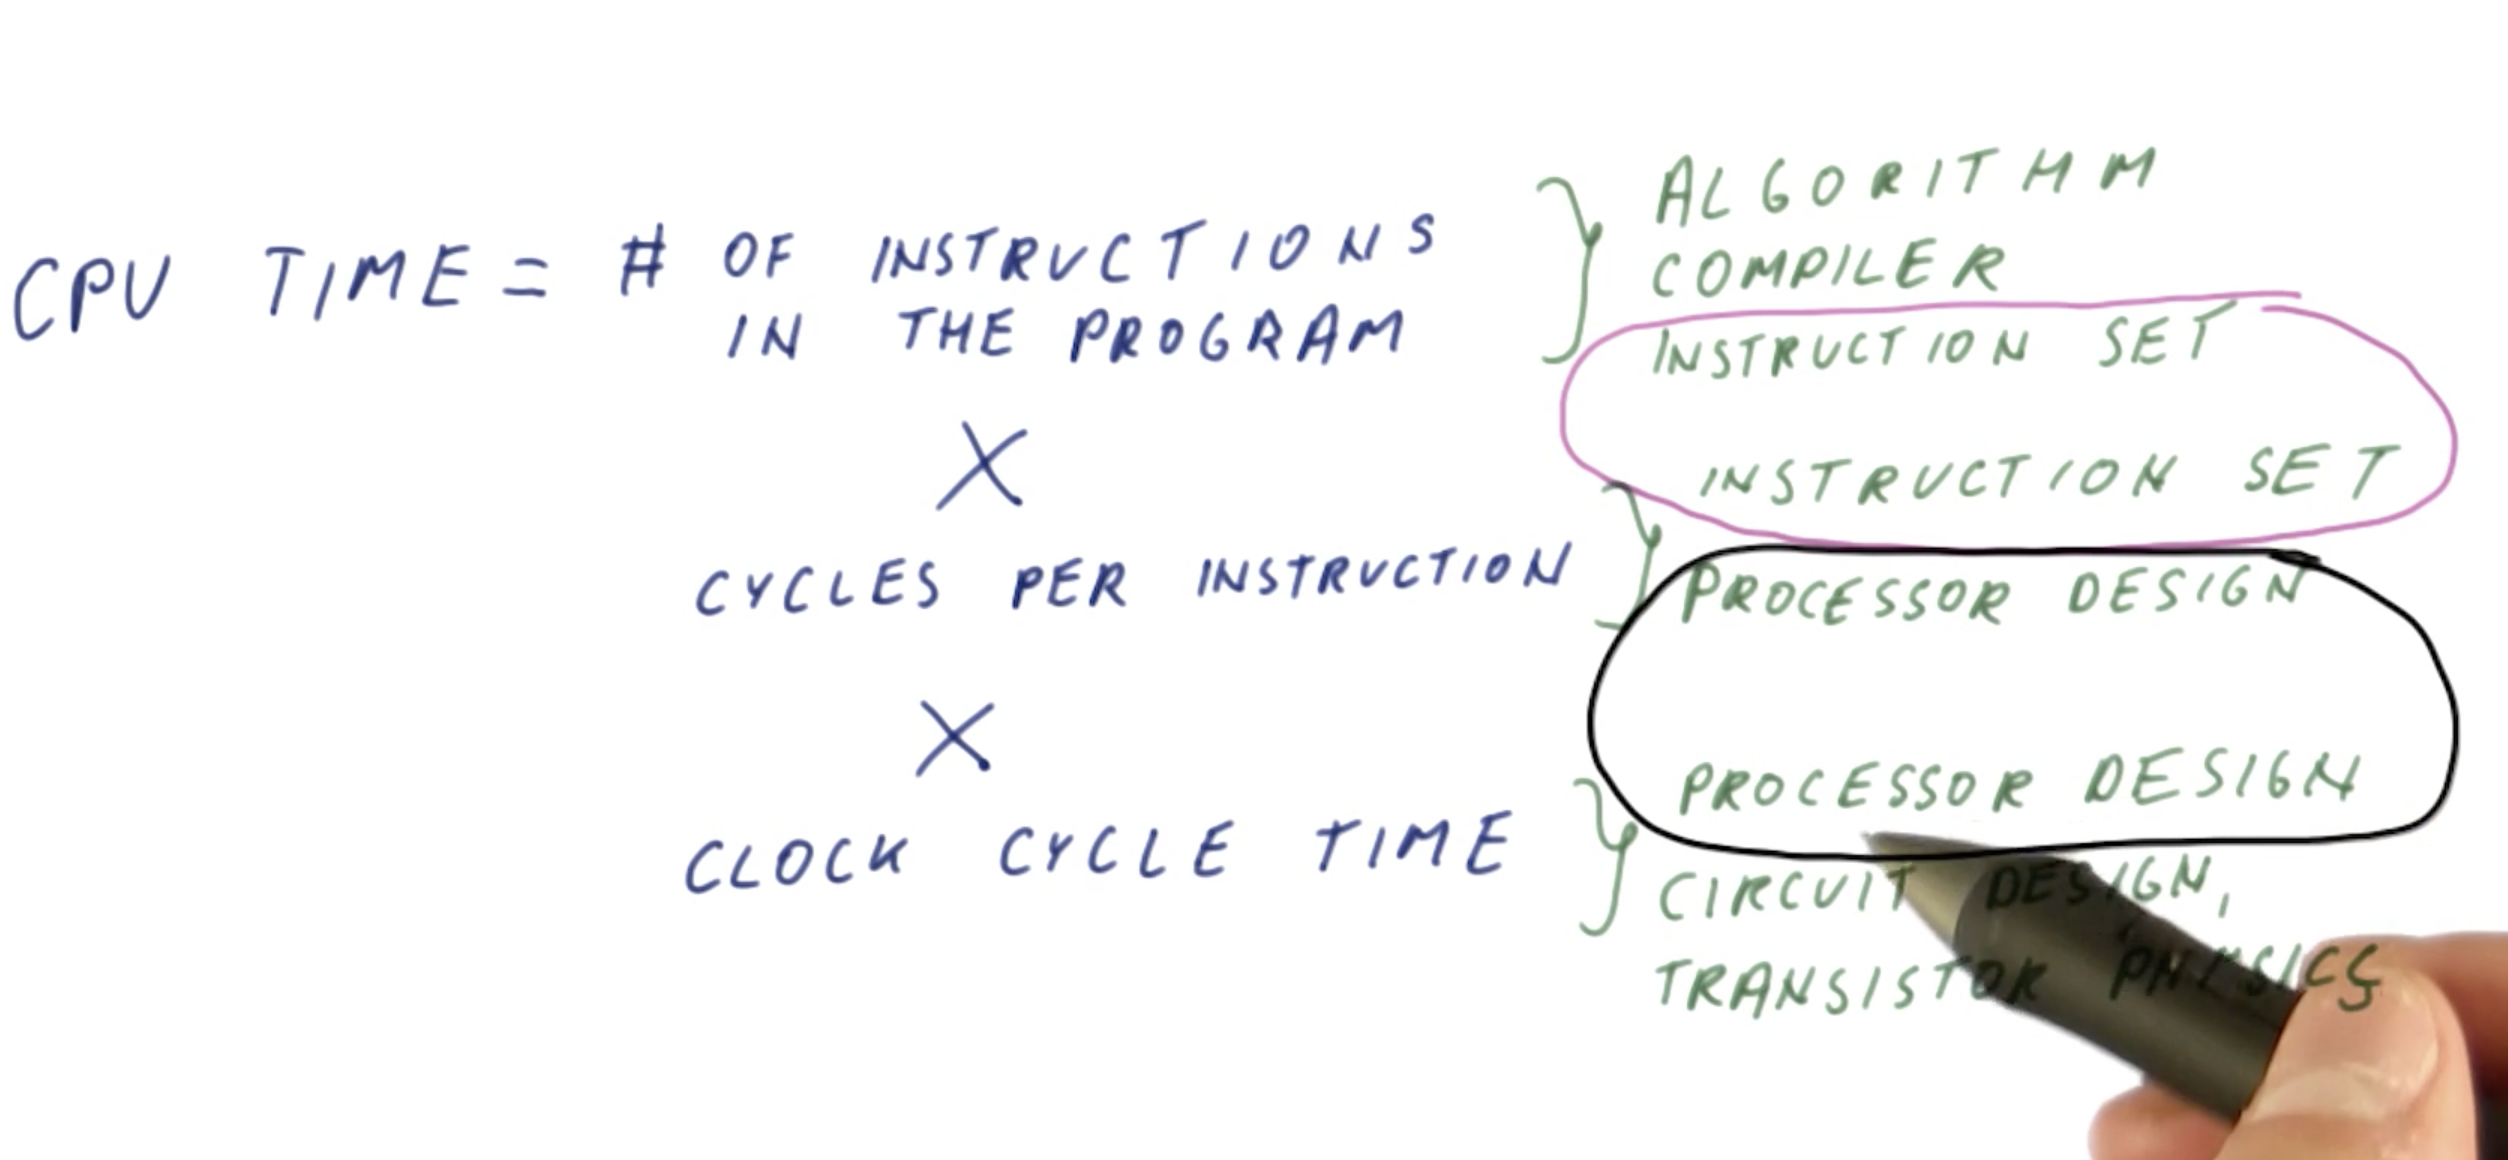 CPU TIME = # OF INSTRUCTIONS
IN THE PROGRAM
X
CYCLES PER INSTRUCTION
X
CLOCK CYCLE TIME
ALGORITHM
COMPILER
INSTRUCTION SET
INSTRUCTION SET
PROCESSOR DESIGN
PROCESSOR DESIGN
CIRCUIT DESIGN,
TRANSISTOR PHYSICS